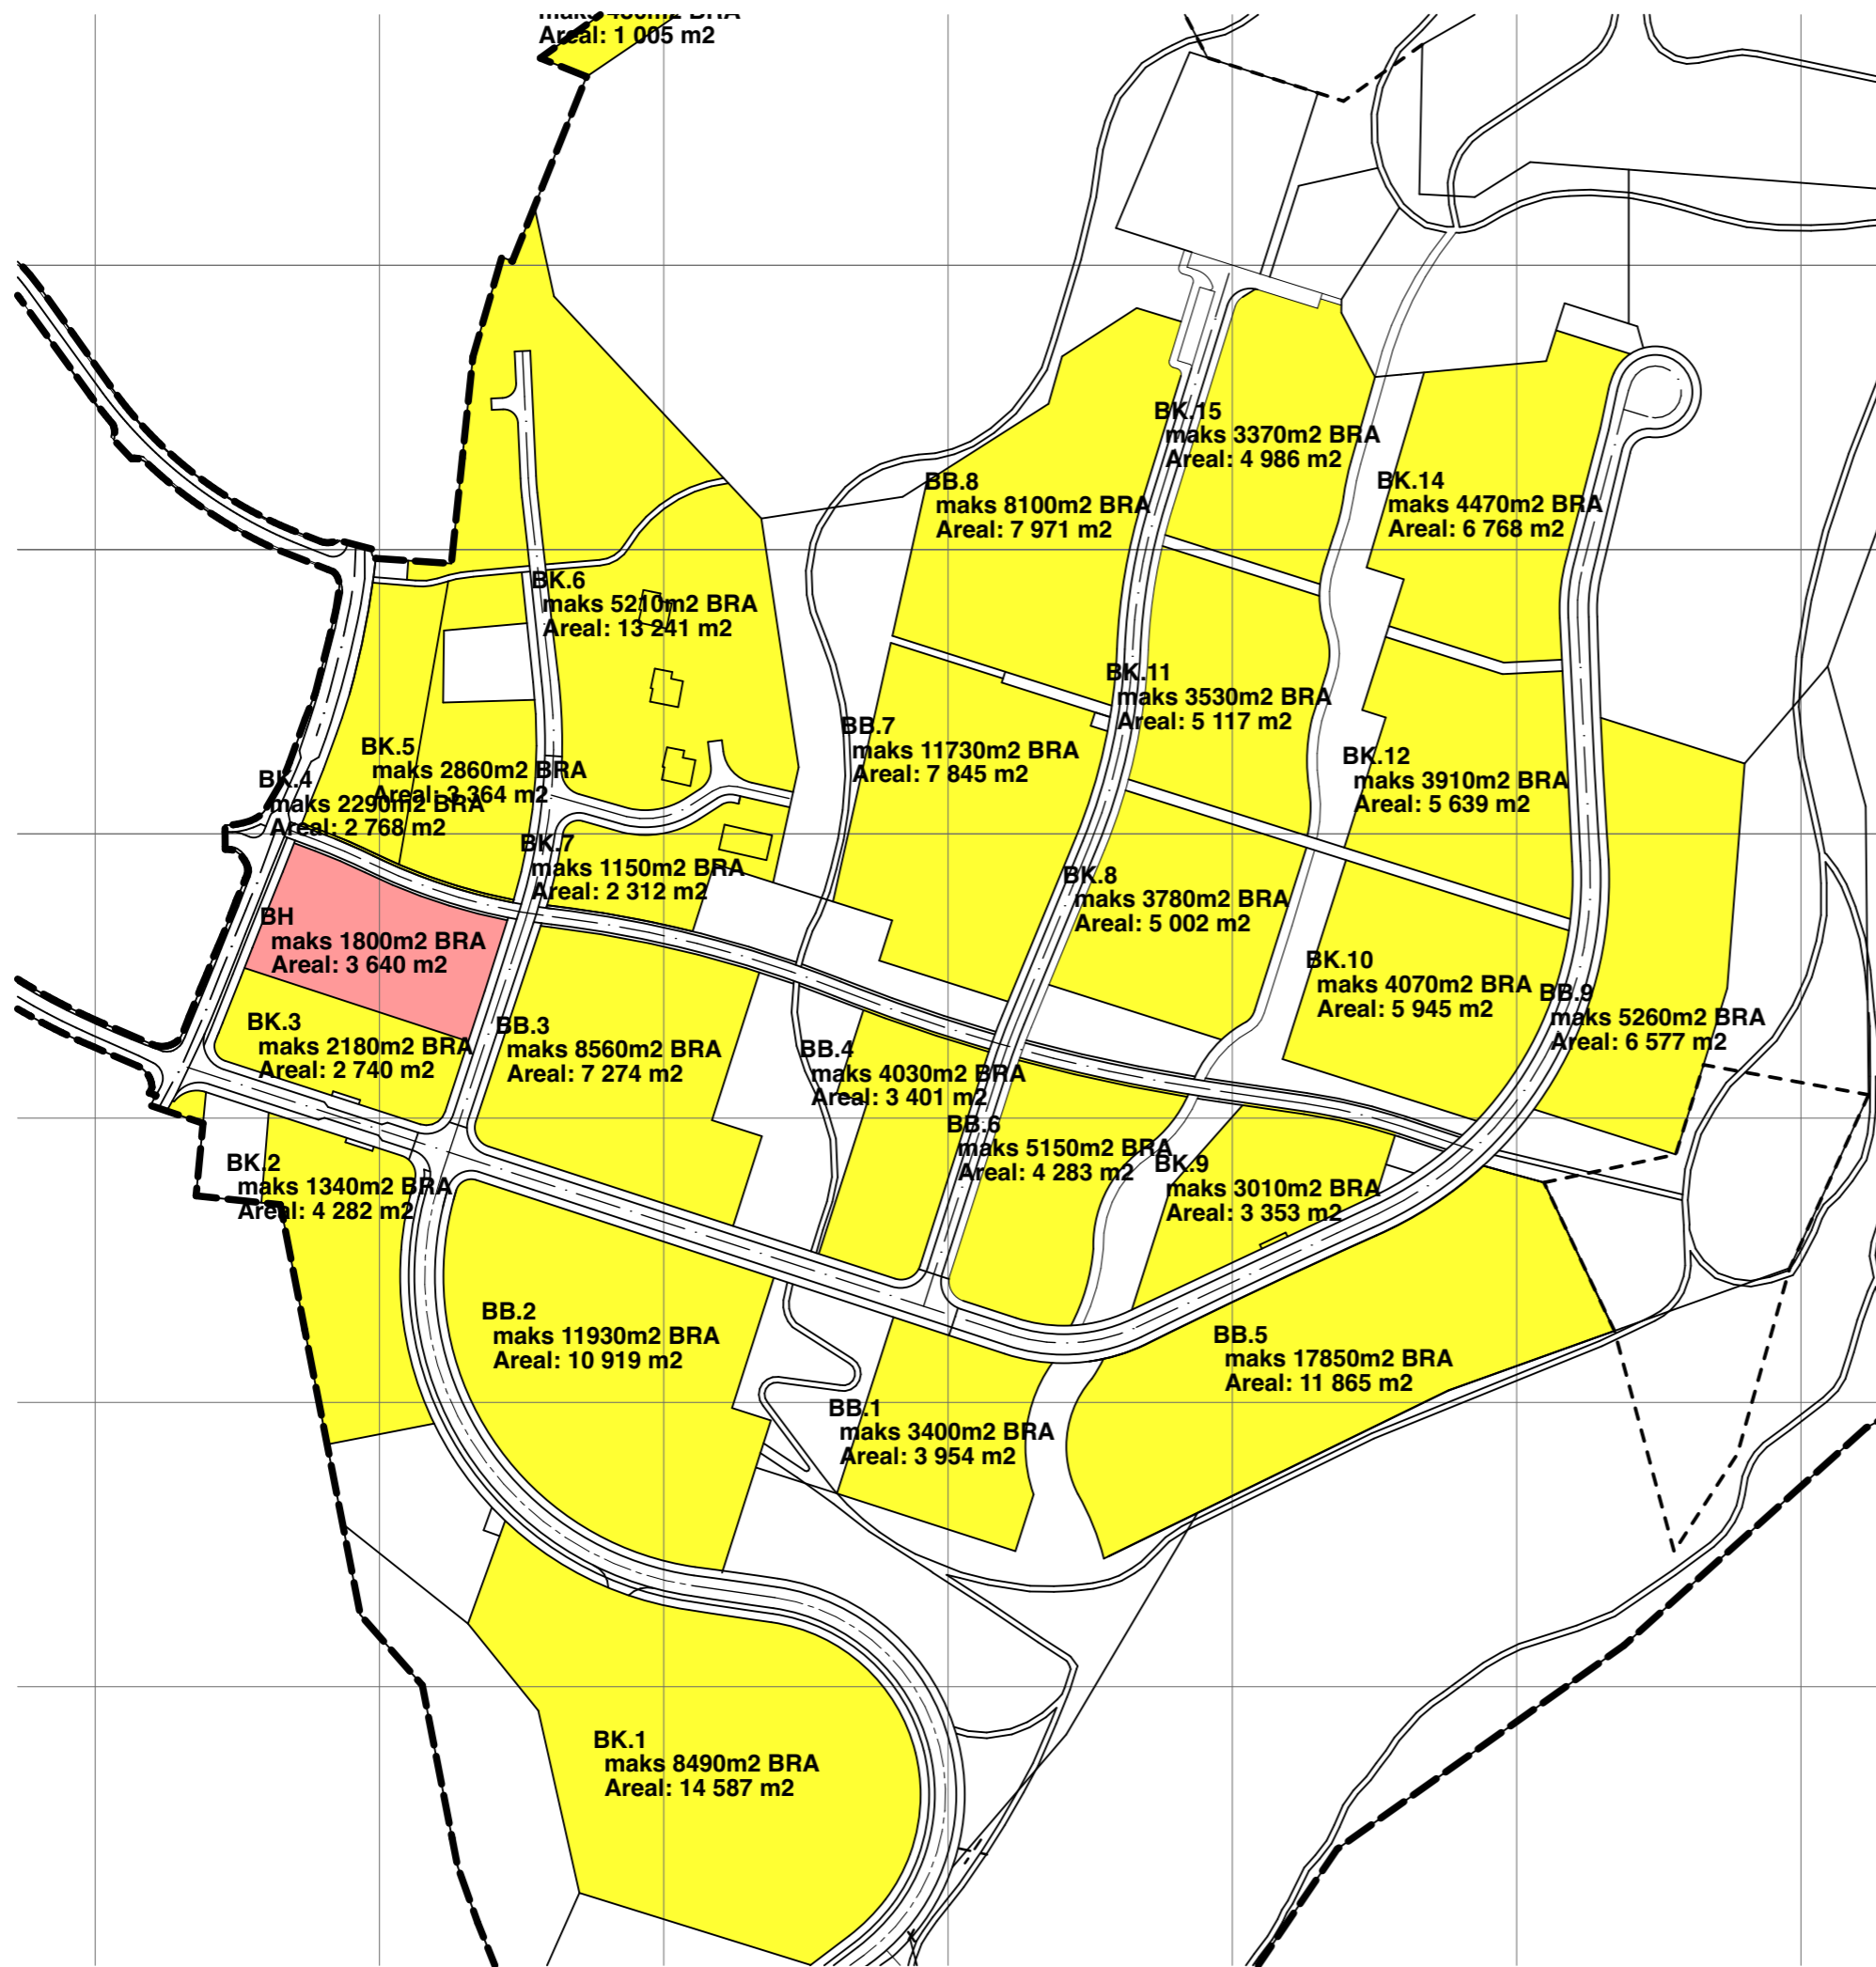 maks 480m2 BRA
Areal: 1 005 m2
BK.15
maks 3370m2 BRA
Areal: 4 986 m2
BB.8
maks 8100m2 BRA
Areal: 7 971 m2
BK.14
maks 4470m2 BRA
Areal: 6 768 m2
BK.6
maks 5210m2 BRA
Areal: 13 241 m2
BK.11
maks 3530m2 BRA
Areal: 5 117 m2
BB.7
maks 11730m2 BRA
Areal: 7 845 m2
BK.5
maks 2860m2 BRA
Areal: 3 364 m2
BK.12
maks 3910m2 BRA
Areal: 5 639 m2
BK.4
maks 2290m2 BRA
Areal: 2 768 m2
BK.7
maks 1150m2 BRA
Areal: 2 312 m2
BK.8
maks 3780m2 BRA
Areal: 5 002 m2
BH
maks 1800m2 BRA
Areal: 3 640 m2
BK.10
maks 4070m2 BRA
Areal: 5 945 m2
BB.9
maks 5260m2 BRA
Areal: 6 577 m2
BK.3
maks 2180m2 BRA
Areal: 2 740 m2
BB.3
maks 8560m2 BRA
Areal: 7 274 m2
BB.4
maks 4030m2 BRA
Areal: 3 401 m2
BB.6
maks 5150m2 BRA
Areal: 4 283 m2
BK.2
maks 1340m2 BRA
Areal: 4 282 m2
BK.9
maks 3010m2 BRA
Areal: 3 353 m2
BB.2
maks 11930m2 BRA
Areal: 10 919 m2
BB.5
maks 17850m2 BRA
Areal: 11 865 m2
BB.1
maks 3400m2 BRA
Areal: 3 954 m2
BK.1
maks 8490m2 BRA
Areal: 14 587 m2